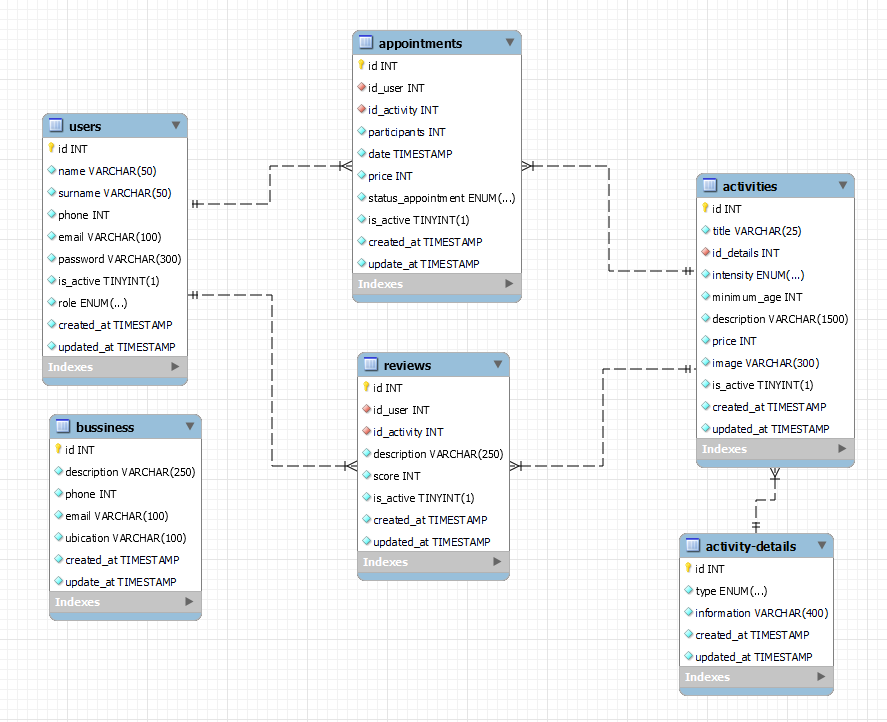 appointments
id INT
id_user INT
id_activity INT
participants INT
date TIMESTAMP
price INT
status_appointment ENUM(...)
is_active TINYINT(1)
created_at TIMESTAMP
update_at TIMESTAMP
Indexes
users
id INT
name VARCHAR(50)
surname VARCHAR(50)
phone INT
email VARCHAR(100)
password VARCHAR(300)
is_active TINYINT(1)
role ENUM(...)
created_at TIMESTAMP
updated_at TIMESTAMP
Indexes
activities
id INT
title VARCHAR(25)
id_details INT
intensity ENUM(...)
minimum_age INT
description VARCHAR(1500)
price INT
image VARCHAR(300)
is_active TINYINT(1)
created_at TIMESTAMP
updated_at TIMESTAMP
Indexes
reviews
id INT
id_user INT
id_activity INT
description VARCHAR(250)
score INT
is_active TINYINT(1)
created_at TIMESTAMP
updated_at TIMESTAMP
Indexes
bussiness
id INT
description VARCHAR(250)
phone INT
email VARCHAR(100)
ubication VARCHAR(100)
created_at TIMESTAMP
update_at TIMESTAMP
Indexes
activity-details
id INT
type ENUM(...)
information VARCHAR(400)
created_at TIMESTAMP
updated_at TIMESTAMP
Indexes